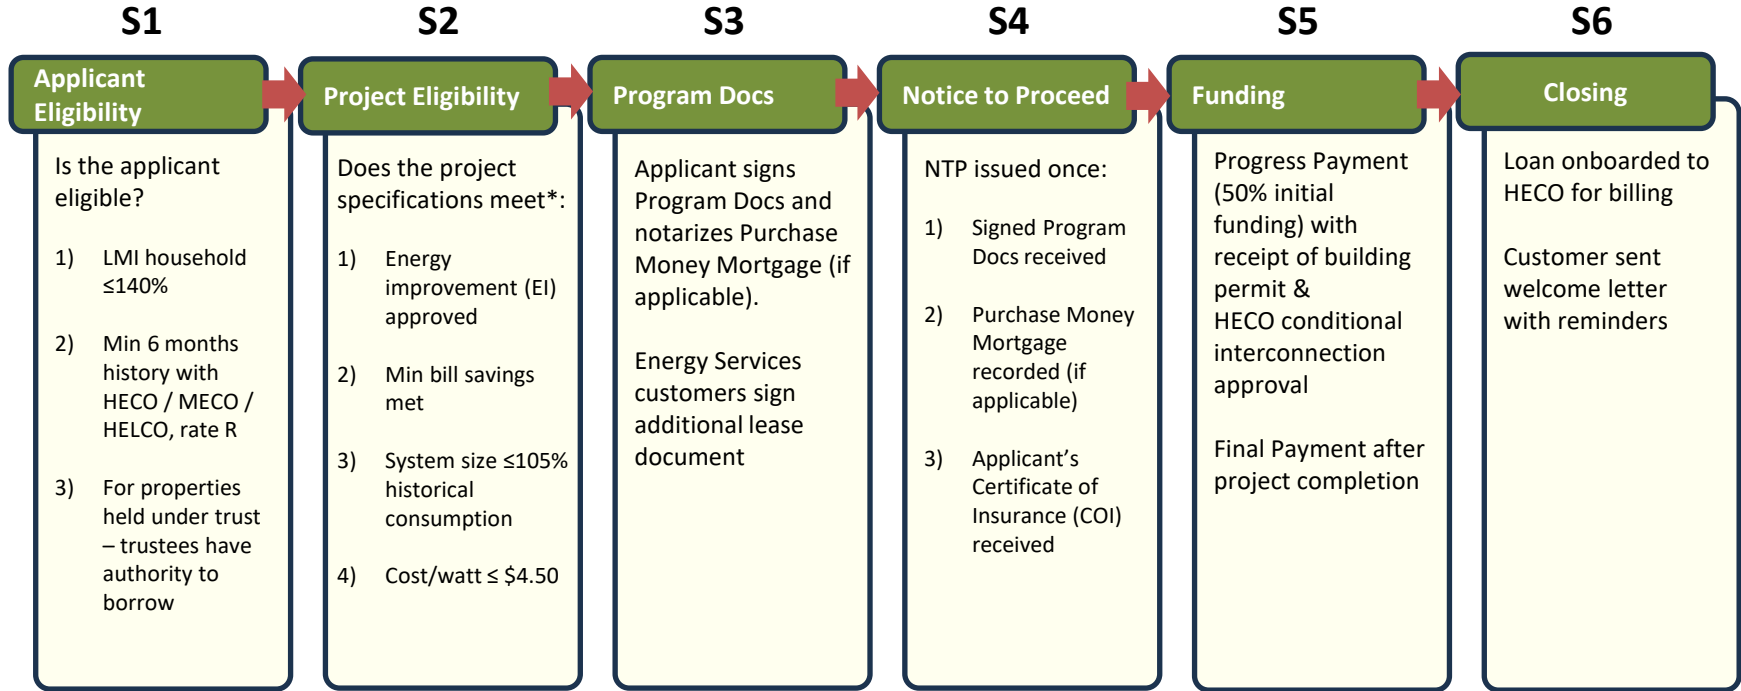 S1
Applicant
Eligibility
Is the applicant
eligible?
1) LMI household
≤140%
2) Min 6 months
history with
HECO / MECO /
HELCO, rate R
3) For properties
held under trust
– trustees have
authority to
borrow
S2
Project Eligibility
Does the project
specifications meet*:
1) Energy
improvement (EI)
approved
2) Min bill savings
met
3) System size ≤105%
historical
consumption
4) Cost/watt ≤ $4.50
S3
Program Docs
Applicant signs
Program Docs and
notarizes Purchase
Money Mortgage (if
applicable).
Energy Services
customers sign
additional lease
document
S4
Notice to Proceed
NTP issued once:
1) Signed Program
Docs received
2) Purchase Money
Mortgage
recorded (if
applicable)
3) Applicant’s
Certificate of
Insurance (COI)
received
S5
Funding
Progress Payment
(50% initial
funding) with
receipt of building
permit &
HECO conditional
interconnection
approval
Final Payment after
project completion
S6
Closing
Loan onboarded to
HECO for billing
Customer sent
welcome letter
with reminders